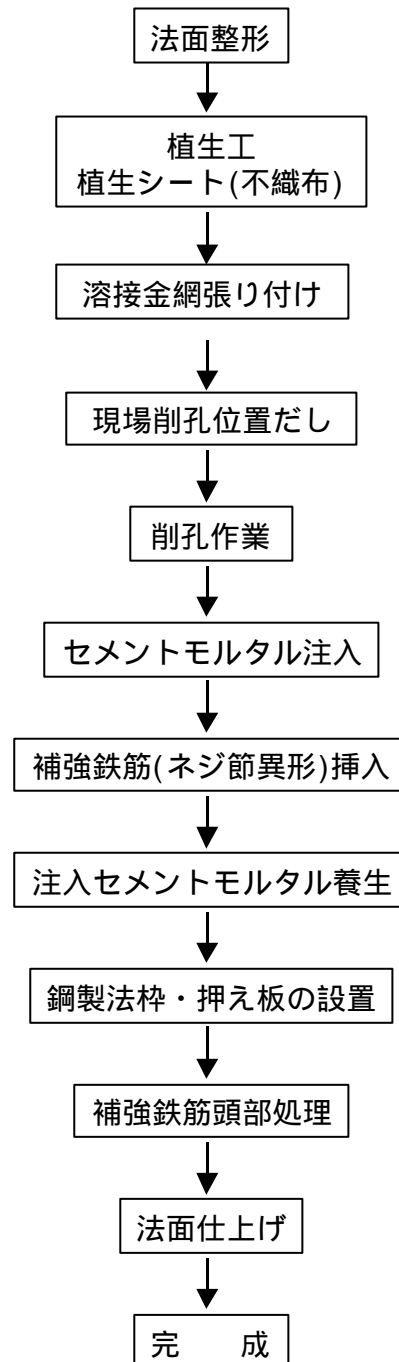 法面整形
植生工
植生シート(不織布)
溶接金網張り付け
現場削孔位置だし
削孔作業
セメントモルタル注入
補強鉄筋(ネジ節異形)挿入
注入セメントモルタル養生
鋼製法枠・押え板の設置
補強鉄筋頭部処理
法面仕上げ
完　　成